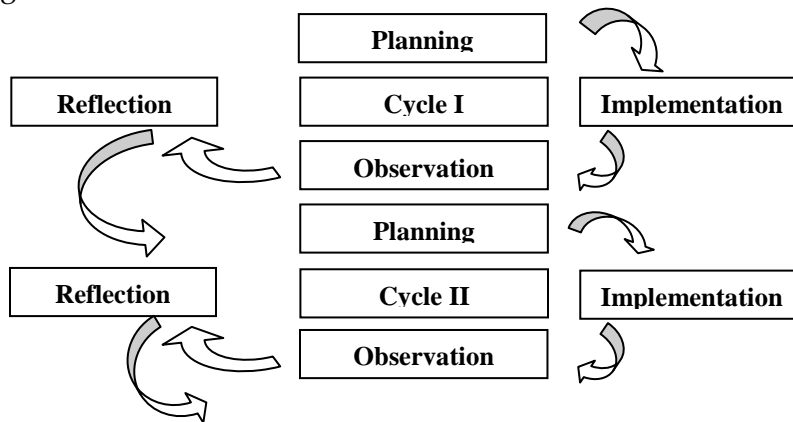 Planning
Reflection
Cycle I
Implementation
Observation
Planning
Reflection
Cycle II
Implementation
Observation